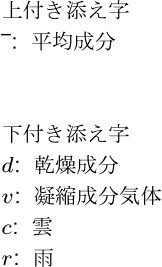 上付き添え字
‾: 平均成分
下付き添え字
d: 乾燥成分
v: 凝縮成分気体
c: 雲
r: 雨